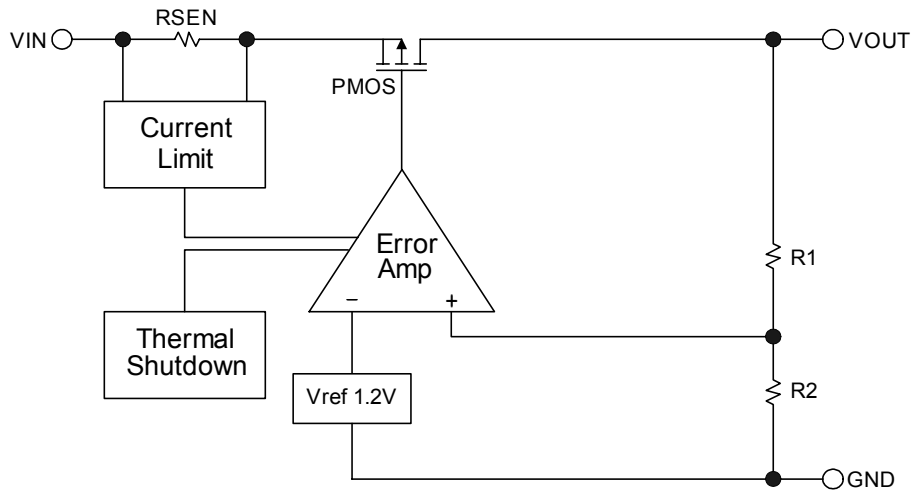 RSEN
VIN
VOUT
PMOS
Current
Limit
Error
Amp
R1
− +
Thermal
Shutdown
Vref 1.2V
R2
GND